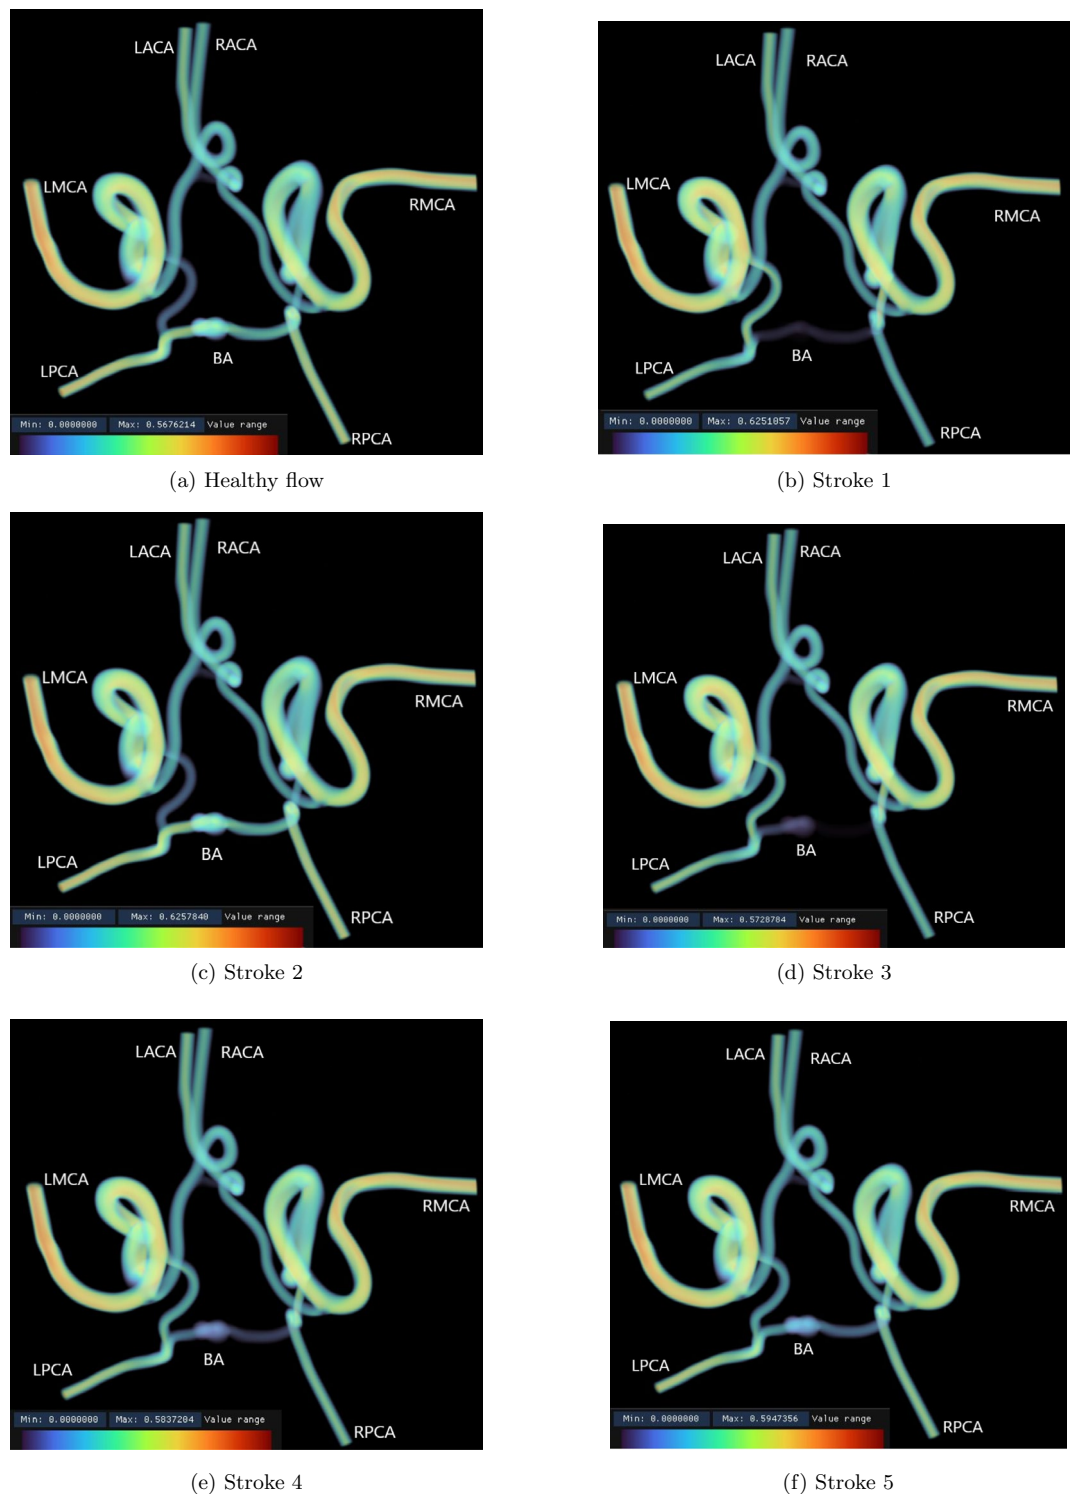 LACA
RACA
LMCA
RMCA
BA
LPCA
RPCA
Min: 0.0000000 Max: 0.5676214 Value range
(a) Healthy flow
LACA
RACA
LMCA
RMCA
BA
LPCA
RPCA
Min: 0.0000000 Max: 0.6251057 Value range
(b) Stroke 1
LACA
RACA
LMCA
RMCA
BA
LPCA
RPCA
Min: 0.0000000 Max: 0.6257840 Value range
(c) Stroke 2
LACA
RACA
LMCA
RMCA
BA
LPCA
RPCA
Min: 0.0000000 Max: 0.5728784 Value range
(d) Stroke 3
LACA
RACA
LMCA
RMCA
BA
LPCA
RPCA
Min: 0.0000000 Max: 0.5837204 Value range
(e) Stroke 4
LACA
RACA
LMCA
RMCA
BA
LPCA
RPCA
Min: 0.0000000 Max: 0.5947356 Value range
(f) Stroke 5